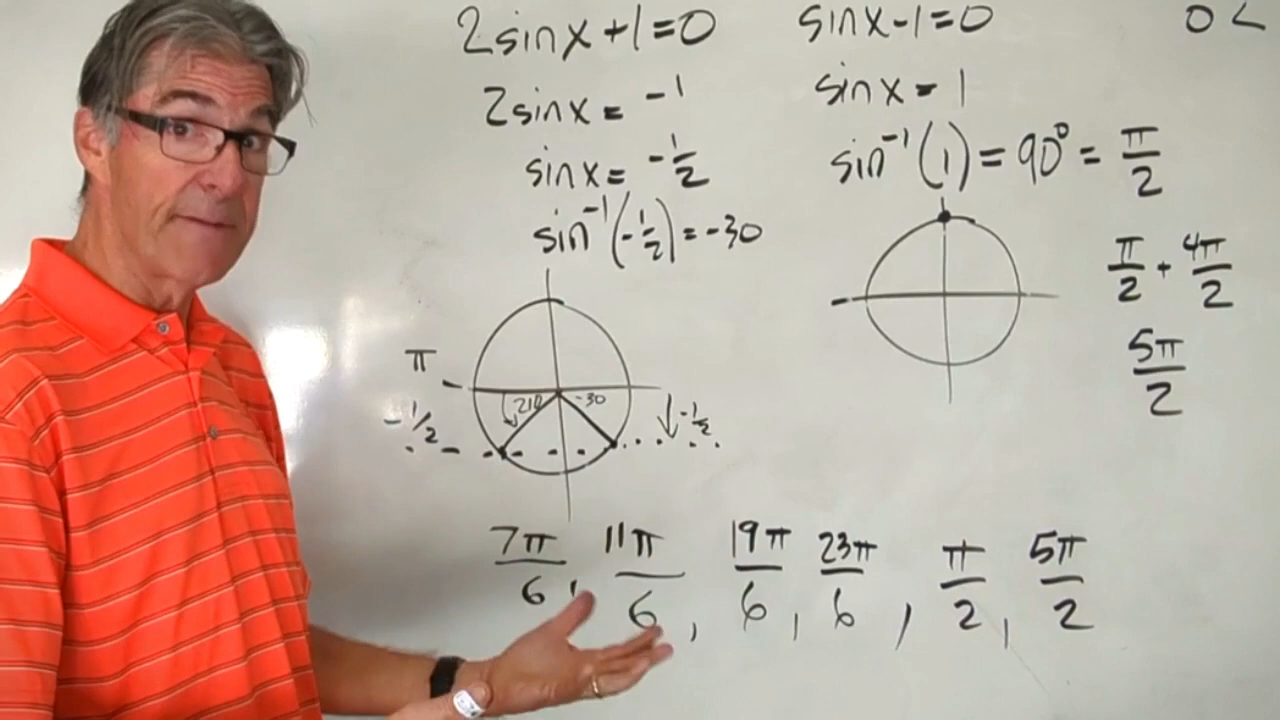 2sinx+1=0
2sinx=-1
sinx=-1/2
sin⁻¹(-1/2)=-30
π
-1/2
210
-30
-1/2
sinx-1=0
sinx=1
sin⁻¹(1)=90°=π/2
π/2+4π/2
5π/2
0<
7π/6, 11π/6, 19π/6, 23π/6, π/2, 5π/2